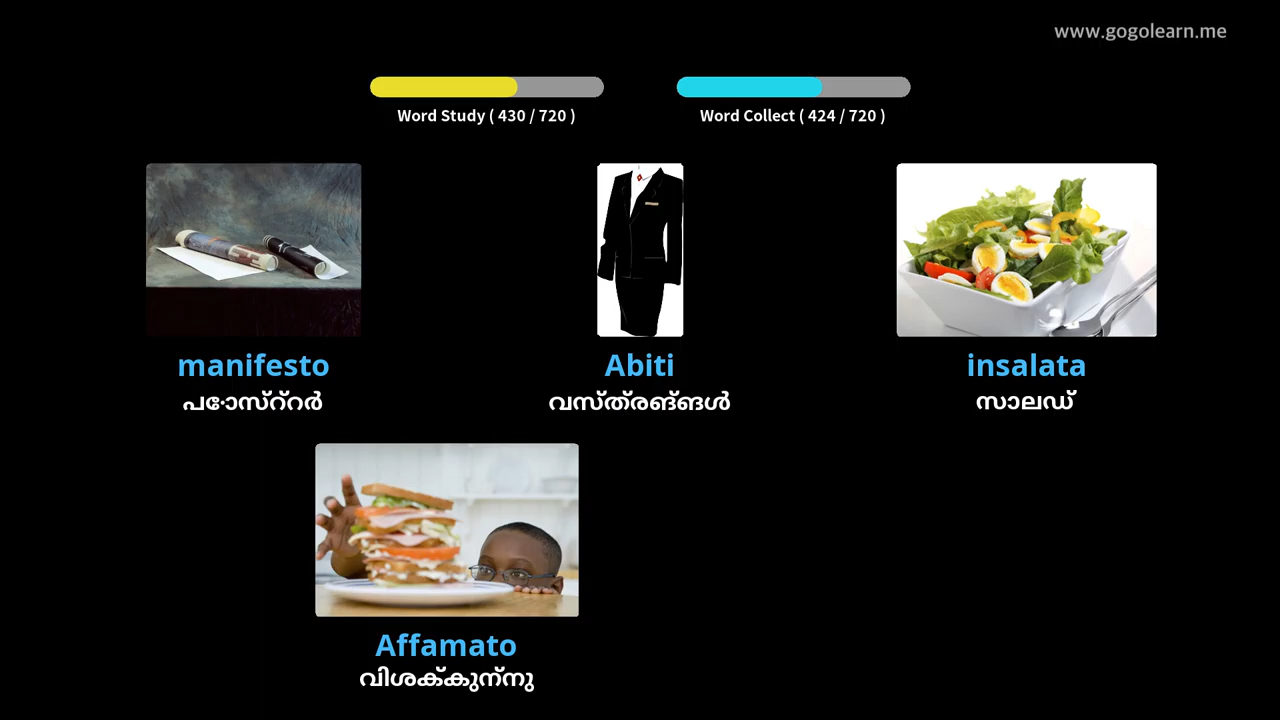 www.gogolearn.me
Word Study ( 430 / 720 )
Word Collect ( 424 / 720 )
manifesto
Abiti
insalata
പോസ്റ്റർ
വസ്ത്രങ്ങൾ
സാലഡ്
Affamato
വിശക്കുന്നു